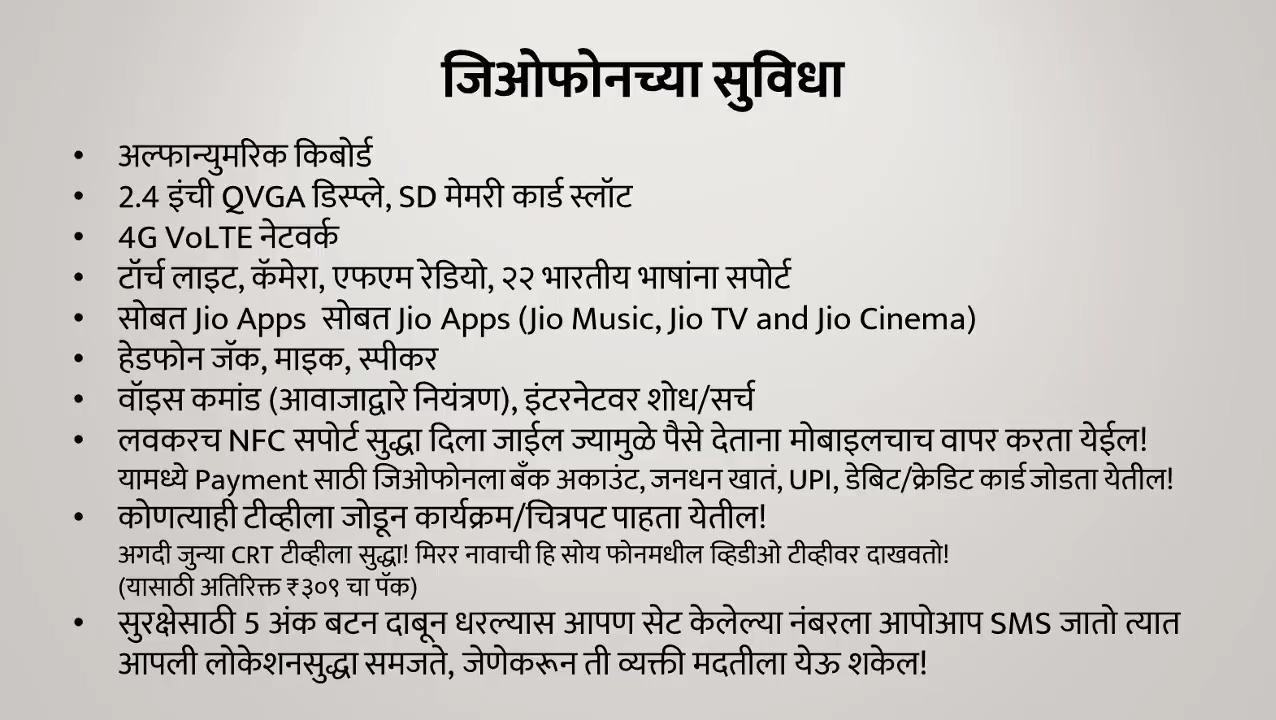 जिओफोनच्या सुविधा
• अल्फान्युमरिक किबोर्ड
• 2.4 इंची QVGA डिस्प्ले, SD मेमरी कार्ड स्लॉट
• 4G VoLTE नेटवर्क
• टॉर्च लाइट, कॅमेरा, एफएम रेडियो, २२ भारतीय भाषांना सपोर्ट
• सोबत Jio Apps  सोबत Jio Apps (Jio Music, Jio TV and Jio Cinema)
• हेडफोन जॅक, माइक, स्पीकर
• वॉइस कमांड (आवाजाद्वारे नियंत्रण), इंटरनेटवर शोध/सर्च
• लवकरच NFC सपोर्ट सुद्धा दिला जाईल ज्यामुळे पैसे देताना मोबाइलचाच वापर करता येईल!
यामध्ये Payment साठी जिओफोनला बँक अकाउंट, जनधन खातं, UPI, डेबिट/क्रेडिट कार्ड जोडता येतील!
• कोणत्याही टीव्हीला जोडून कार्यक्रम/चित्रपट पाहता येतील!
अगदी जुन्या CRT टीव्हीला सुद्धा! मिरर नावाची हि सोय फोनमधील व्हिडीओ टीव्हीवर दाखवतो!
(यासाठी अतिरिक्त ₹३०९ चा पॅक)
• सुरक्षेसाठी 5 अंक बटन दाबून धरल्यास आपण सेट केलेल्या नंबरला आपोआप SMS जातो त्यात
आपली लोकेशनसुद्धा समजते, जेणेकरून ती व्यक्ती मदतीला येऊ शकेल!